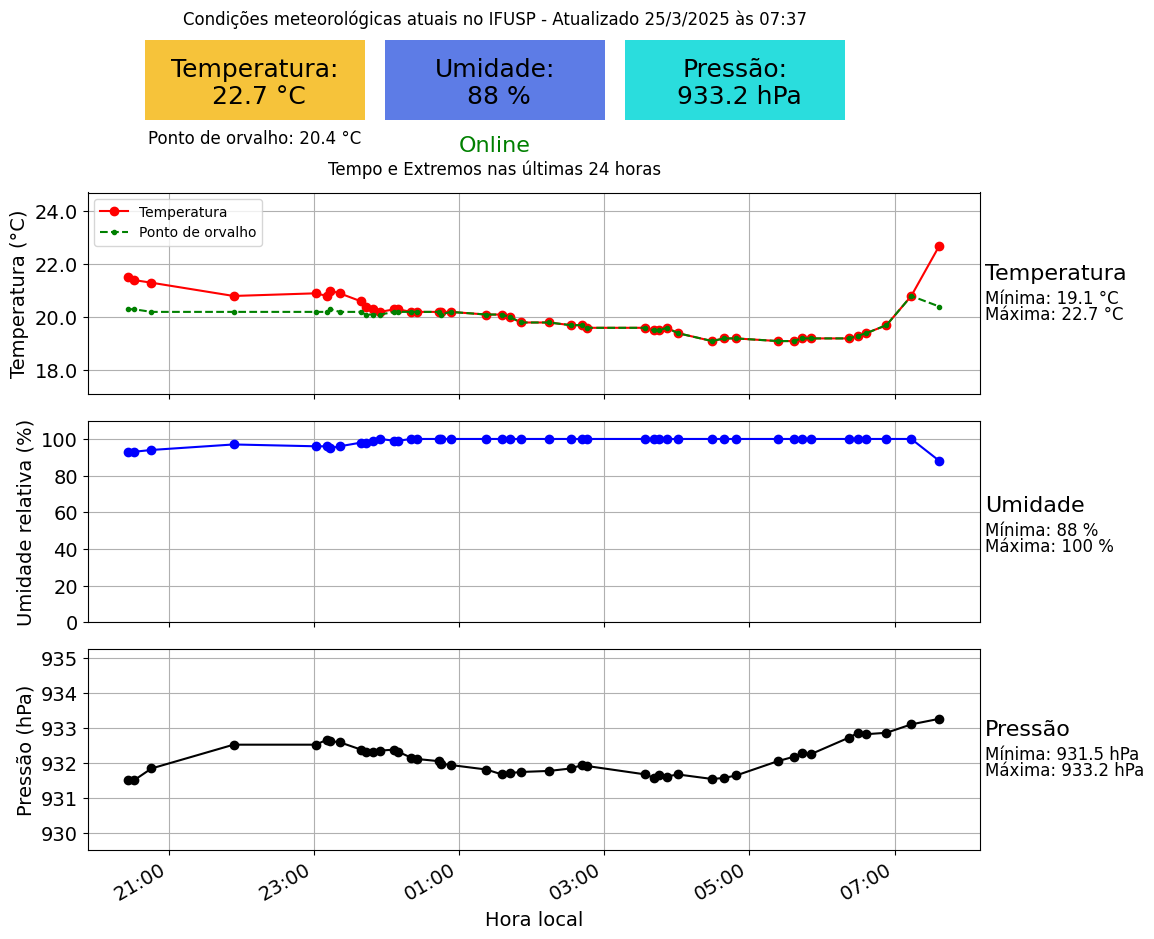 Condições meteorológicas atuais no IFUSP - Atualizado 25/3/2025 às 07:37
Temperatura:
22.7 °C
Umidade:
88 %
Pressão:
933.2 hPa
Ponto de orvalho: 20.4 °C
Online
Tempo e Extremos nas últimas 24 horas
Temperatura (°C)
24.0
22.0
20.0
18.0
Temperatura
Ponto de orvalho
Temperatura
Mínima: 19.1 °C
Máxima: 22.7 °C
Umidade relativa (%)
100
80
60
40
20
0
Umidade
Mínima: 88 %
Máxima: 100 %
Pressão (hPa)
935
934
933
932
931
930
Pressão
Mínima: 931.5 hPa
Máxima: 933.2 hPa
21:00
23:00
01:00
03:00
05:00
07:00
Hora local